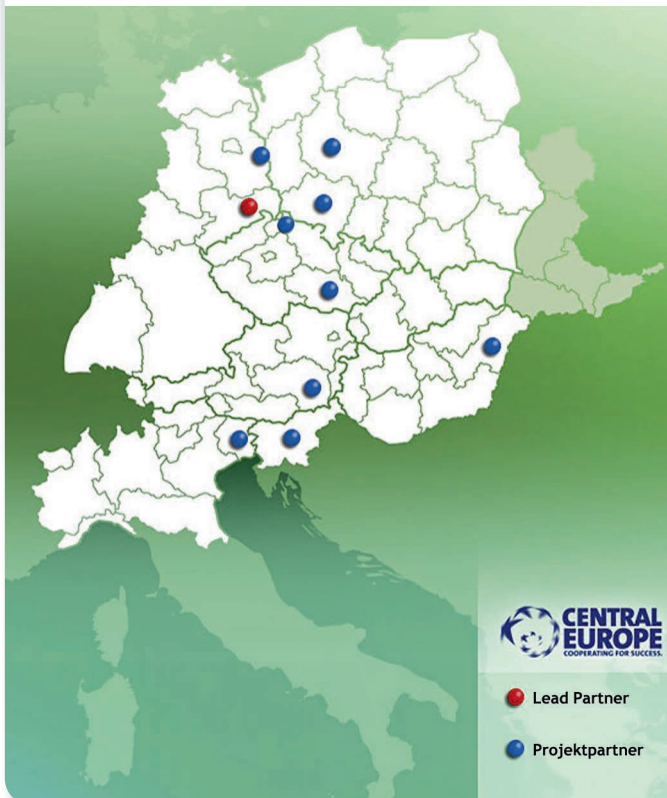 CENTRAL
EUROPE
COOPERATING FOR SUCCESS.
Lead Partner
Projektpartner